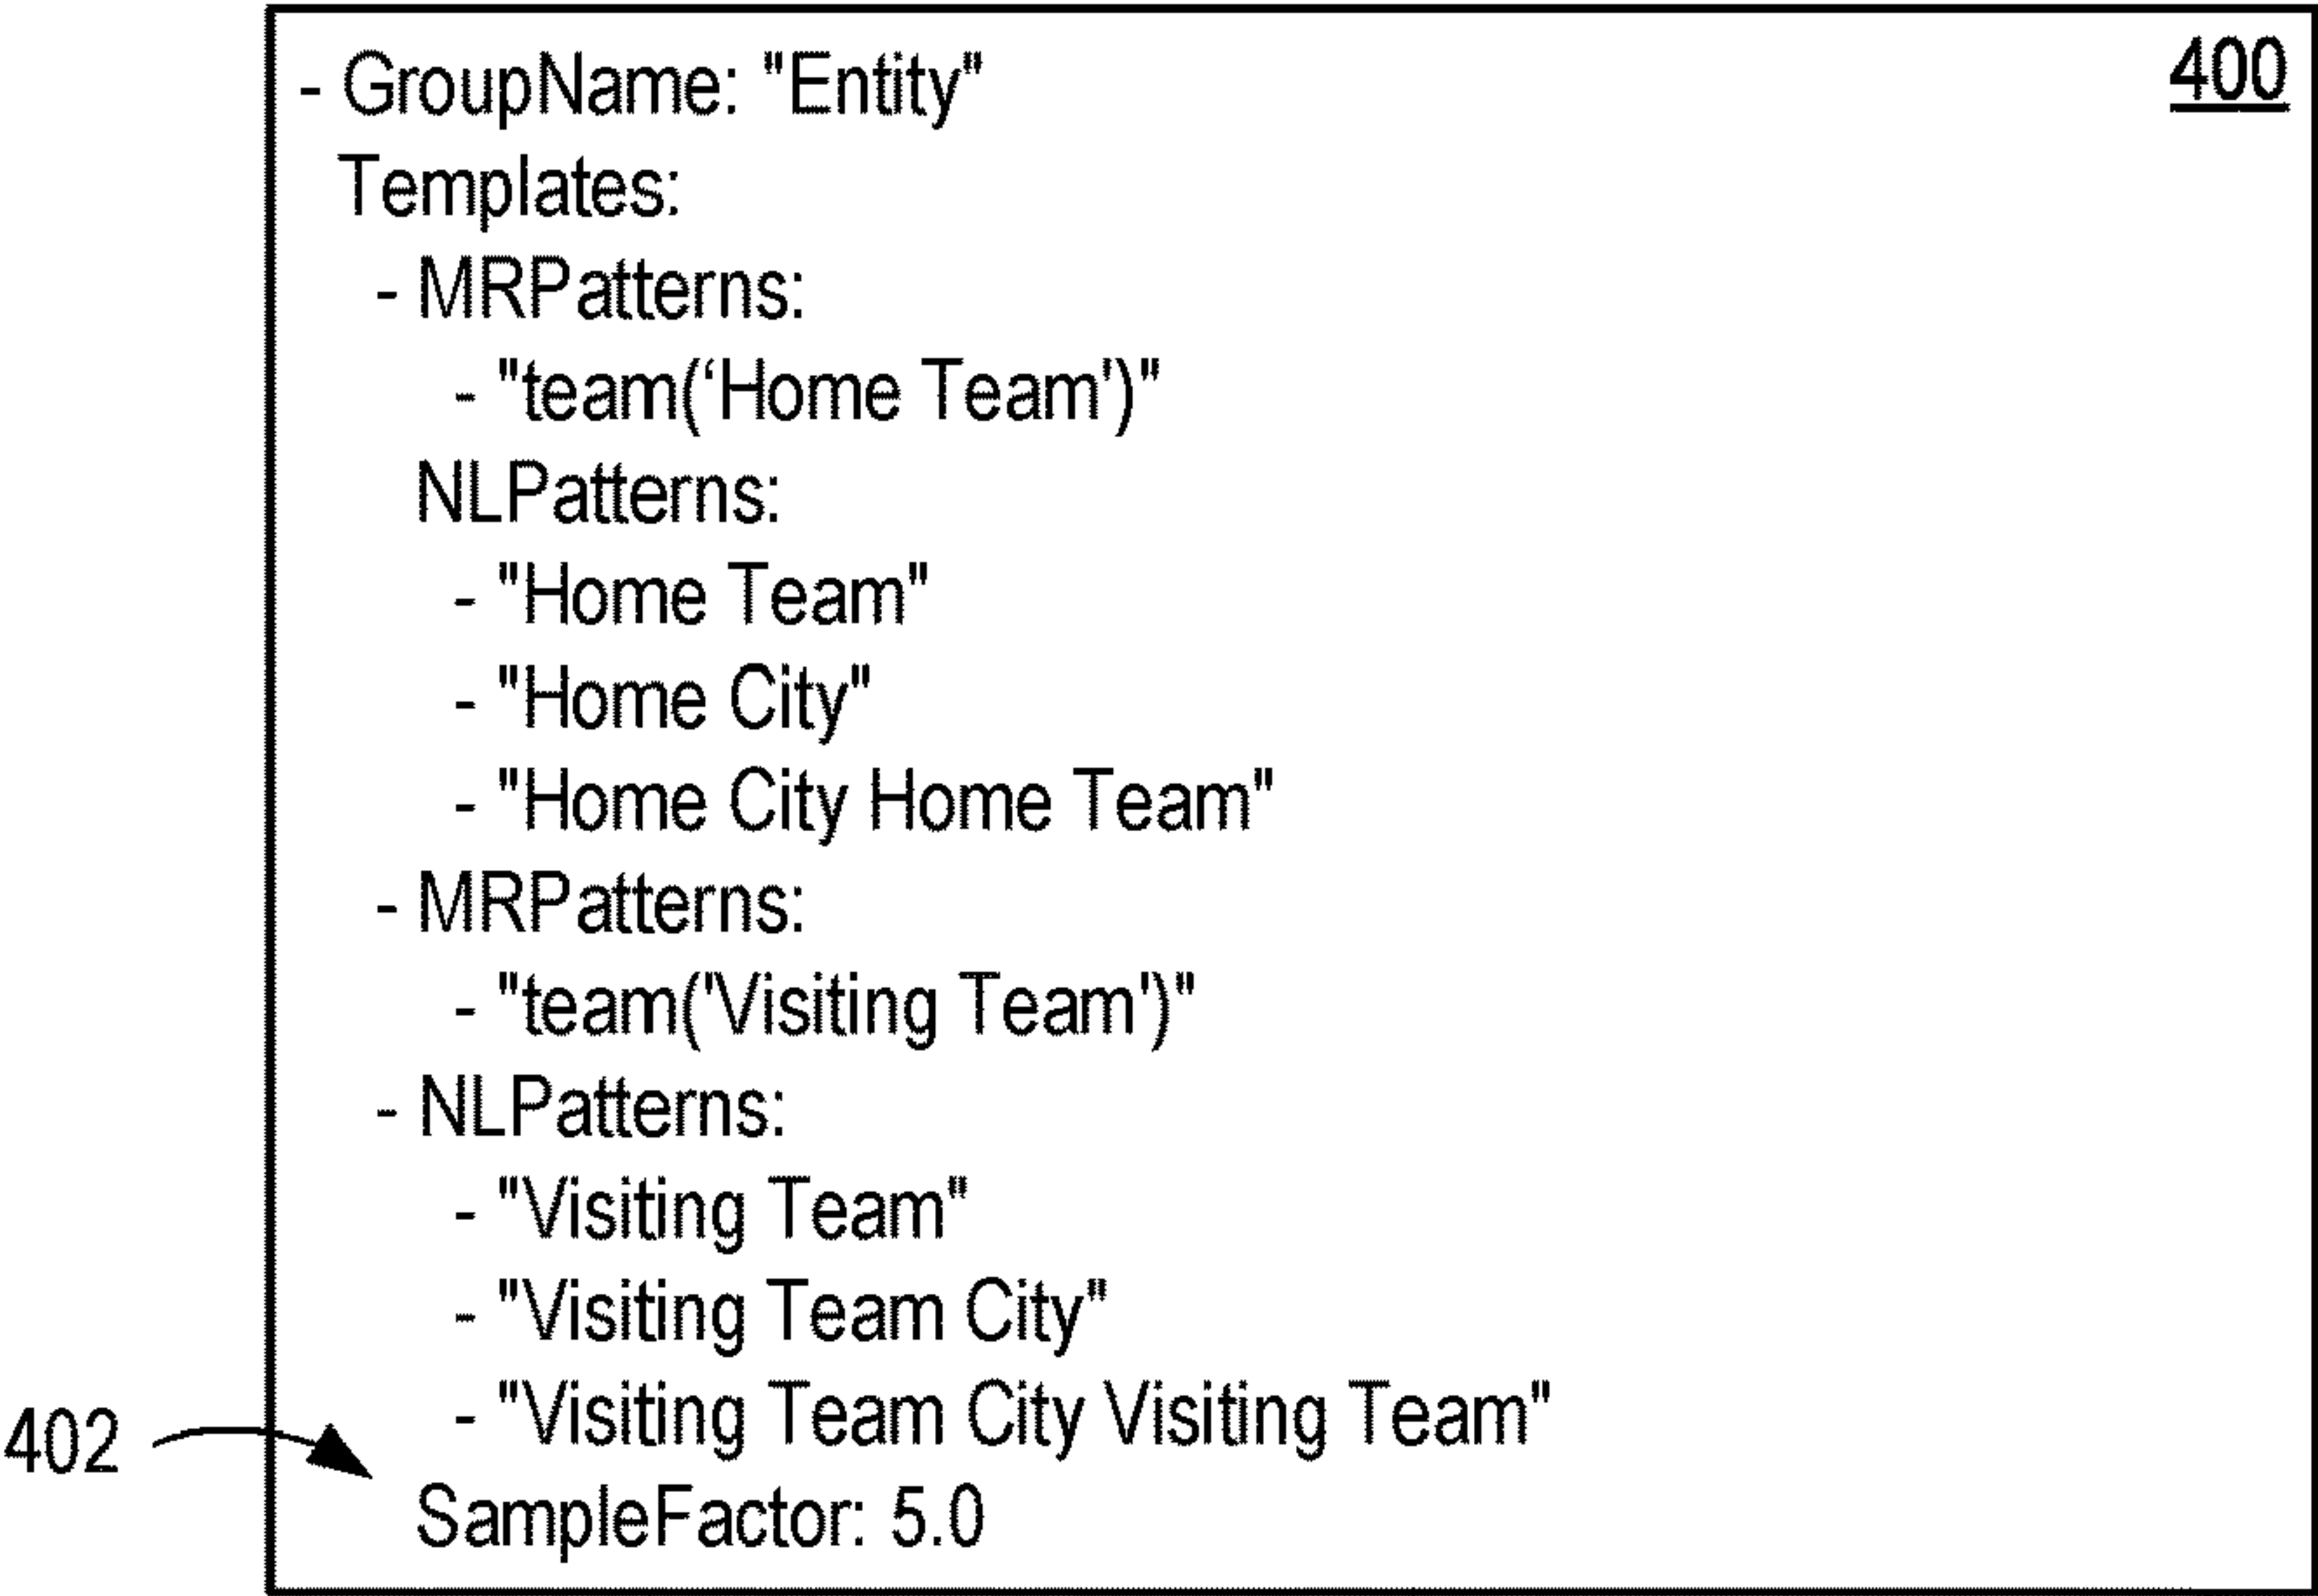 - GroupName: "Entity" 400
Templates:
- MRPatterns:
- "team(‘Home Team')"
NLPatterns:
- "Home Team"
- "Home City"
- "Home City Home Team"
- MRPatterns:
- "team('Visiting Team')"
- NLPatterns:
- "Visiting Team"
- "Visiting Team City"
- "Visiting Team City Visiting Team"
402
SampleFactor: 5.0